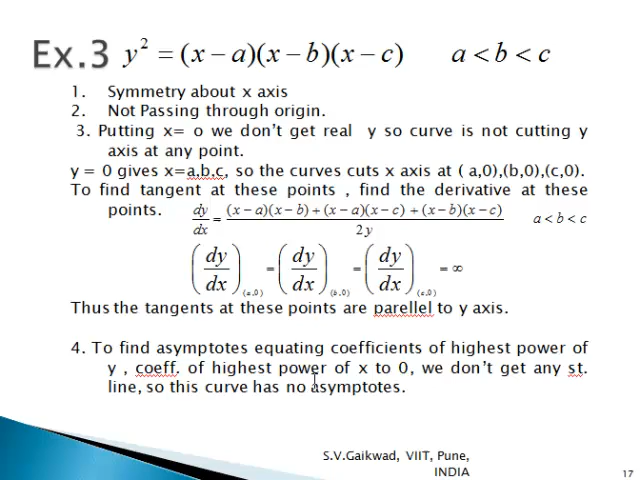 Ex.3 y² = (x − a)(x − b)(x − c) a < b < c
1. Symmetry about x axis
2. Not Passing through origin.
3. Putting x= o we don't get real y so curve is not cutting y
axis at any point.
y = 0 gives x=a,b,c, so the curves cuts x axis at ( a,0),(b,0),(c,0).
To find tangent at these points , find the derivative at these
points. dy/dx = ((x − a)(x − b) + (x − a)(x − c) + (x − b)(x − c))/2y a < b < c
(dy/dx)(a,0) = (dy/dx)(b,0) = (dy/dx)(c,0) = ∞
Thus the tangents at these points are parellel to y axis.
4. To find asymptotes equating coefficients of highest power of
y , coeff. of highest power of x to 0, we don't get any st.
line, so this curve has no asymptotes.
S.V.Gaikwad, VIIT, Pune,
INDIA
17